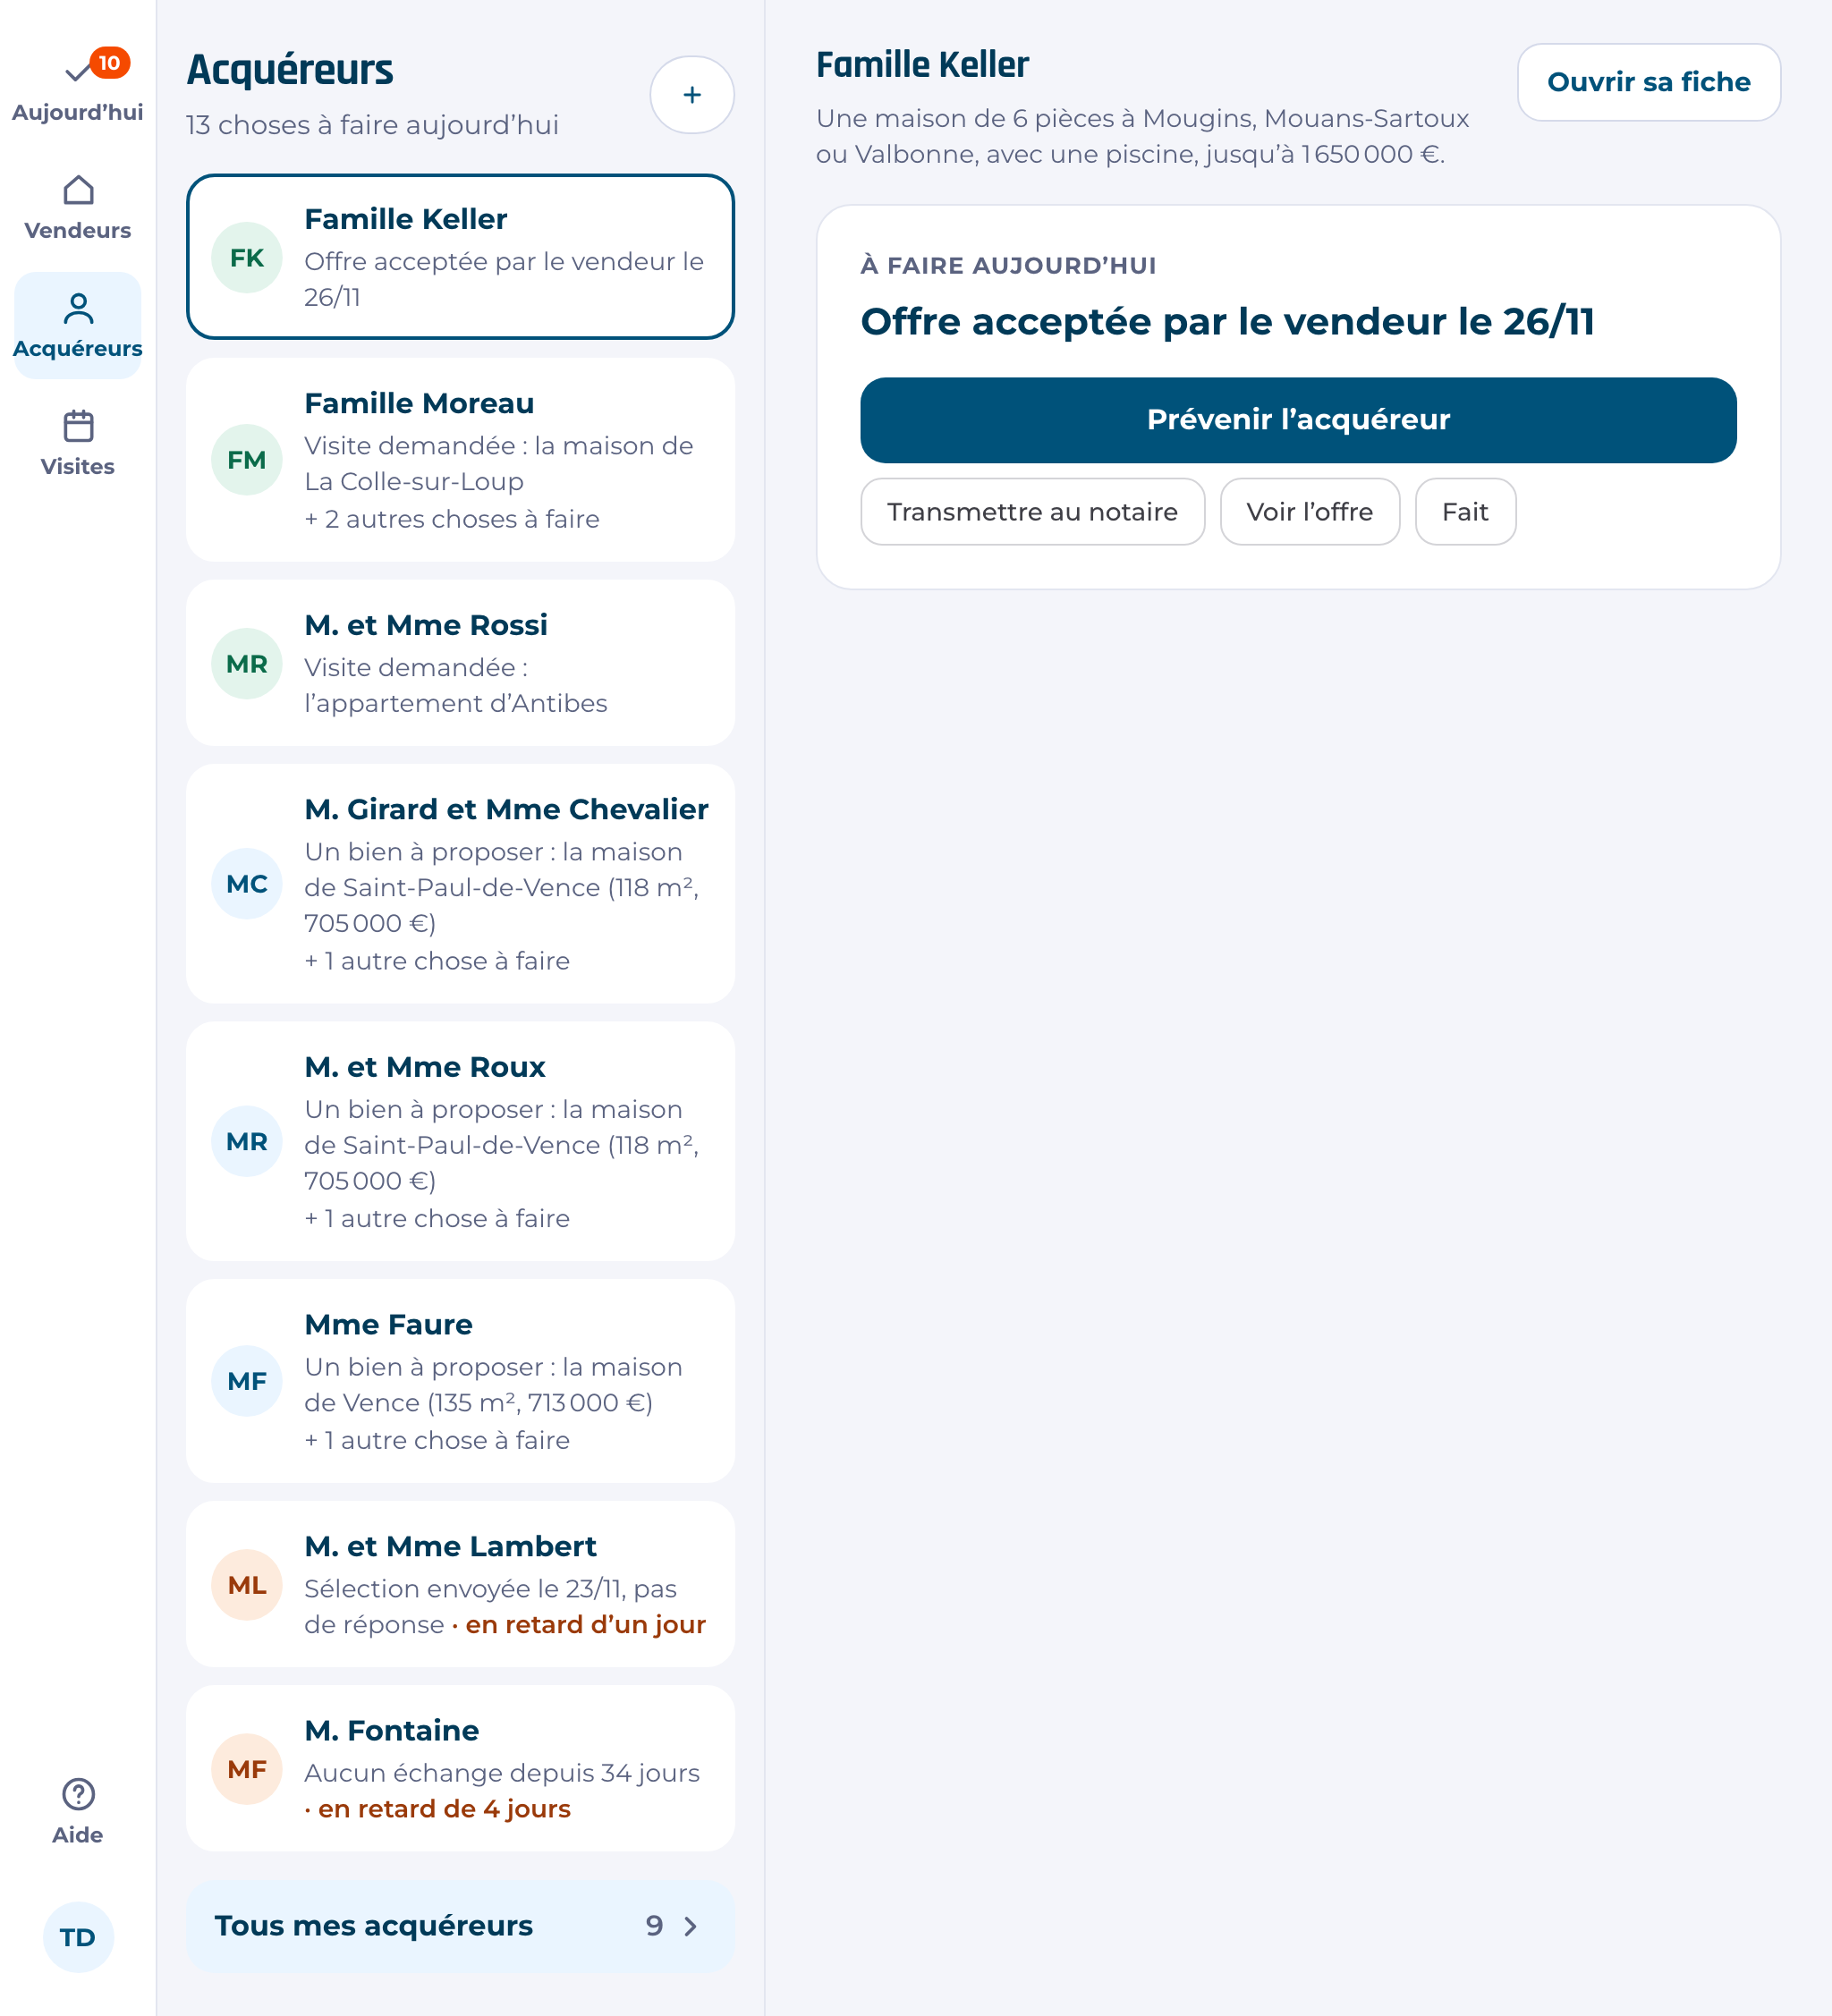 10
Aujourd’hui
Vendeurs
Acquéreurs
Visites
Aide
TD
Acquéreurs
13 choses à faire aujourd’hui
+
FK
Famille Keller
Offre acceptée par le vendeur le
26/11
FM
Famille Moreau
Visite demandée : la maison de
La Colle-sur-Loup
+ 2 autres choses à faire
MR
M. et Mme Rossi
Visite demandée :
l’appartement d’Antibes
MC
M. Girard et Mme Chevalier
Un bien à proposer : la maison
de Saint-Paul-de-Vence (118 m²,
705 000 €)
+ 1 autre chose à faire
MR
M. et Mme Roux
Un bien à proposer : la maison
de Saint-Paul-de-Vence (118 m²,
705 000 €)
+ 1 autre chose à faire
MF
Mme Faure
Un bien à proposer : la maison
de Vence (135 m², 713 000 €)
+ 1 autre chose à faire
ML
M. et Mme Lambert
Sélection envoyée le 23/11, pas
de réponse · en retard d’un jour
MF
M. Fontaine
Aucun échange depuis 34 jours
· en retard de 4 jours
Tous mes acquéreurs 9
Famille Keller
Une maison de 6 pièces à Mougins, Mouans-Sartoux
ou Valbonne, avec une piscine, jusqu’à 1 650 000 €.
Ouvrir sa fiche
À FAIRE AUJOURD’HUI
Offre acceptée par le vendeur le 26/11
Prévenir l’acquéreur
Transmettre au notaire
Voir l’offre
Fait